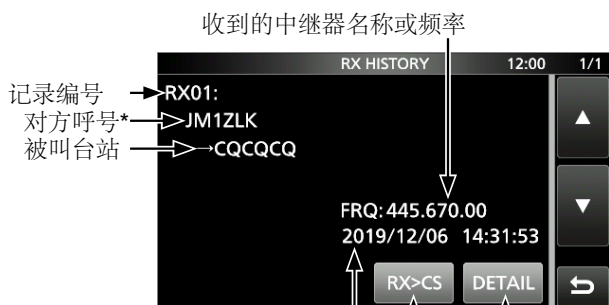 收到的中继器名称或频率
RX HISTORY 12:00 1/1
记录编号 RX01:
对方呼号* JM1ZLK
被叫台站 →CQCQCQ
FRQ: 445.670.00
2019/12/06 14:31:53
RX>CS DETAIL